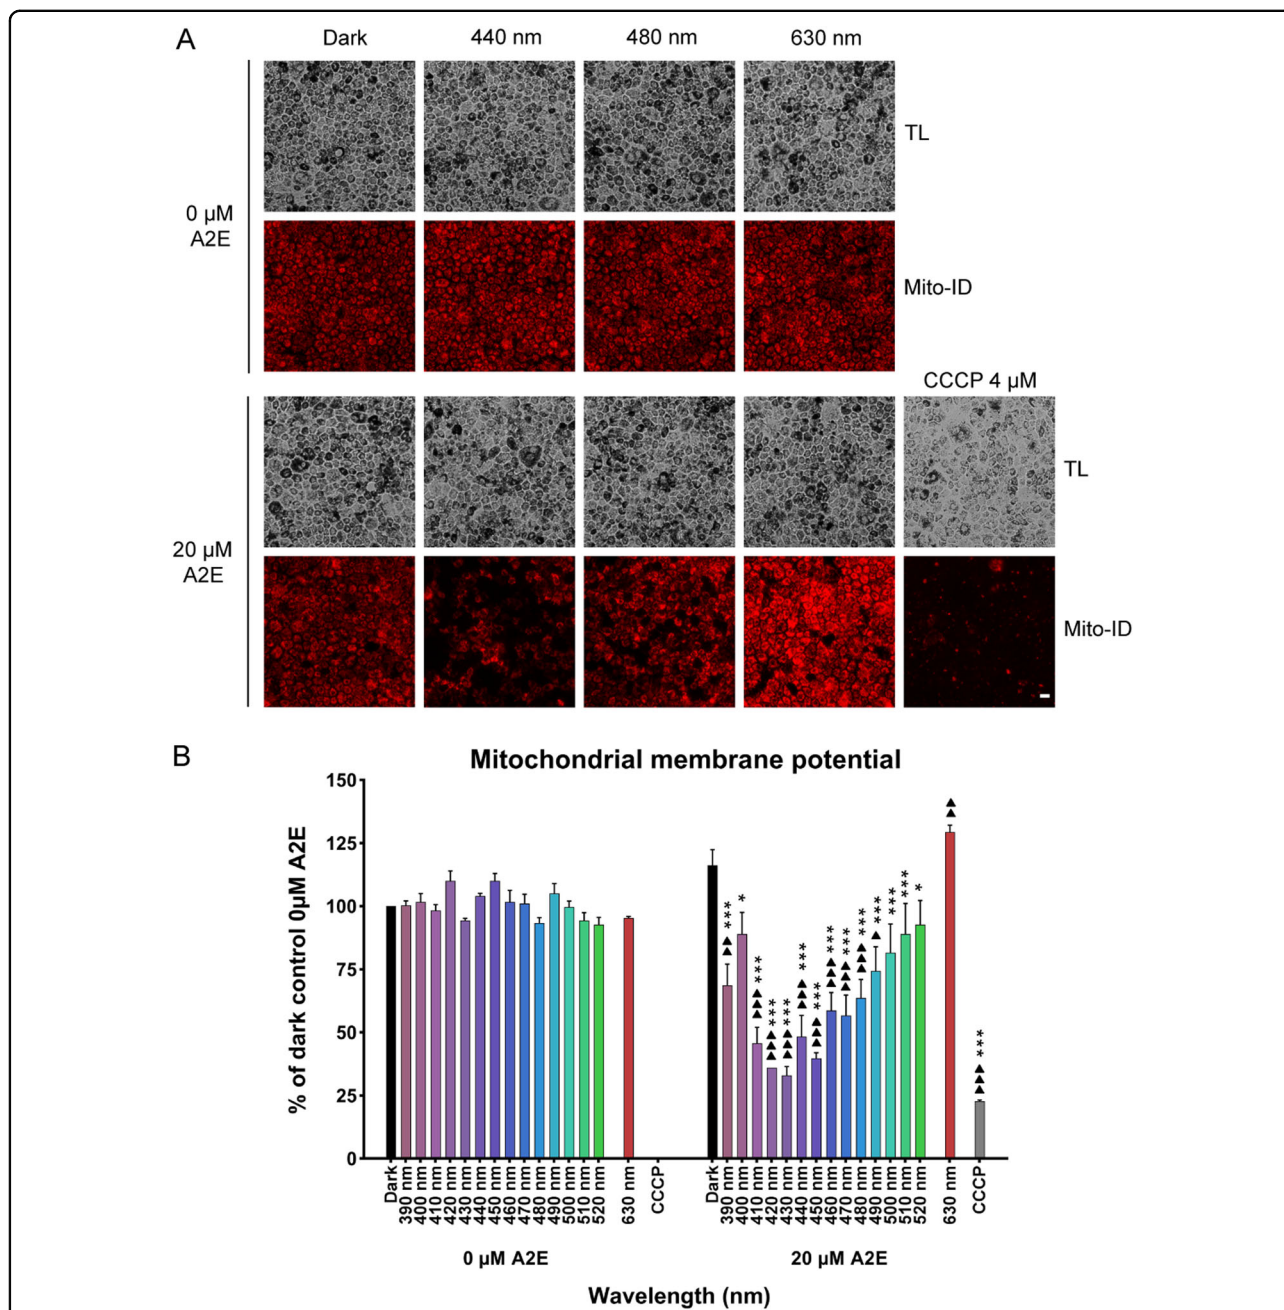 A
Dark 440 nm 480 nm 630 nm
TL
0 µM
A2E
Mito-ID
CCCP 4 µM
TL
20 µM
A2E
Mito-ID
B
Mitochondrial membrane potential
% of dark control 0µM A2E
150
125
100
75
50
25
0
*** ▲▲
*
*** ▲▲▲
*** ▲▲▲
*** ▲▲▲
*** ▲▲▲
*** ▲▲▲
*** ▲▲▲
*** ▲▲▲
*** ▲▲▲
*** ▲
***
***
*
▲▲
*** ▲▲▲
Dark 390 nm 400 nm 410 nm 420 nm 430 nm 440 nm 450 nm 460 nm 470 nm 480 nm 490 nm 500 nm 510 nm 520 nm 630 nm CCCP
Dark 390 nm 400 nm 410 nm 420 nm 430 nm 440 nm 450 nm 460 nm 470 nm 480 nm 490 nm 500 nm 510 nm 520 nm 630 nm CCCP
0 µM A2E 20 µM A2E
Wavelength (nm)